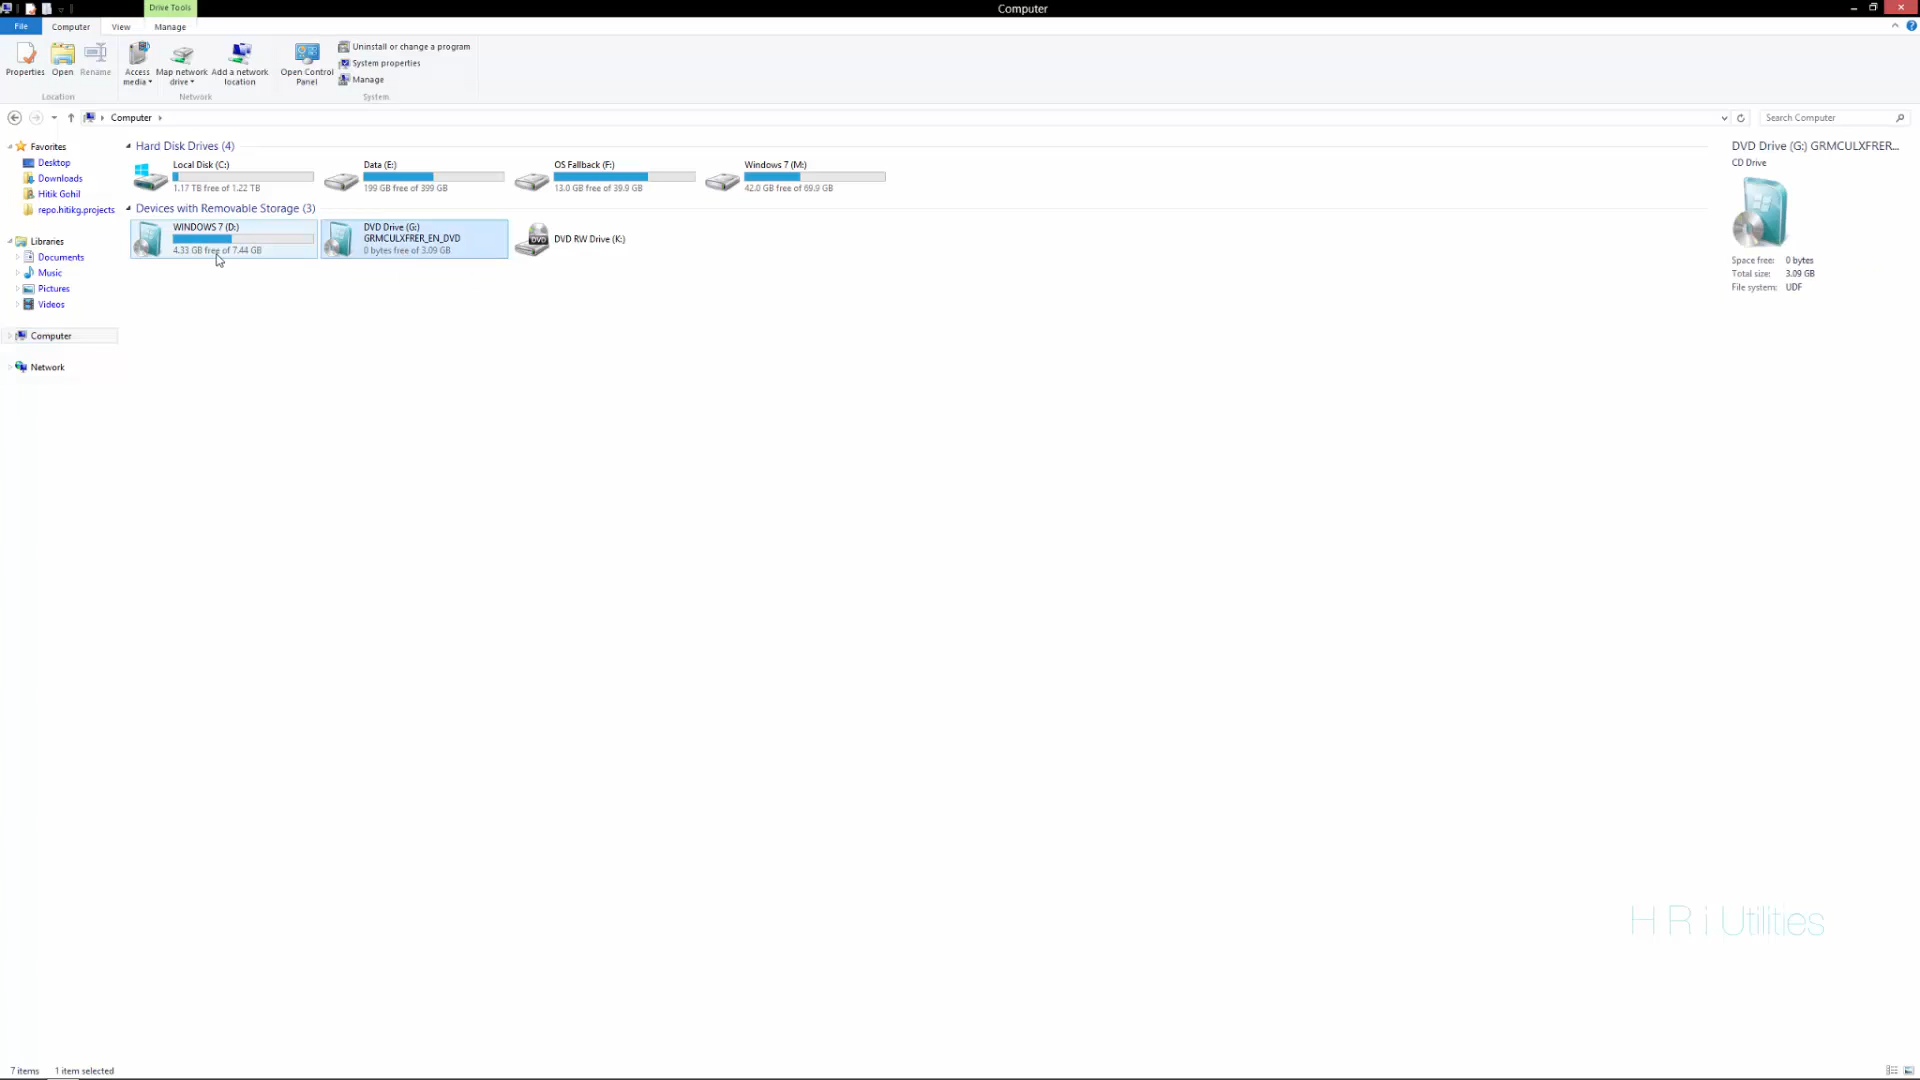 Drive Tools
Computer
File
Computer
View
Manage
Properties
Open
Rename
Access media
Map network drive
Add a network location
Open Control Panel
Uninstall or change a program
System properties
Manage
Location
Network
System
Computer
Search Computer
Favorites
Desktop
Downloads
Hitik Gohil
repo.hitikg.projects
Libraries
Documents
Music
Pictures
Videos
Computer
Network
Hard Disk Drives (4)
Local Disk (C:)
1.17 TB free of 1.22 TB
Data (E:)
199 GB free of 399 GB
OS Fallback (F:)
13.0 GB free of 39.9 GB
Windows 7 (M:)
42.0 GB free of 69.9 GB
Devices with Removable Storage (3)
WINDOWS 7 (D:)
4.33 GB free of 7.44 GB
DVD Drive (G:)
GRMCULXFRER_EN_DVD
0 bytes free of 3.09 GB
DVD
DVD RW Drive (K:)
DVD Drive (G:) GRMCULXFRER...
CD Drive
Space free: 0 bytes
Total size: 3.09 GB
File system: UDF
H R i Utilities
7 items
1 item selected